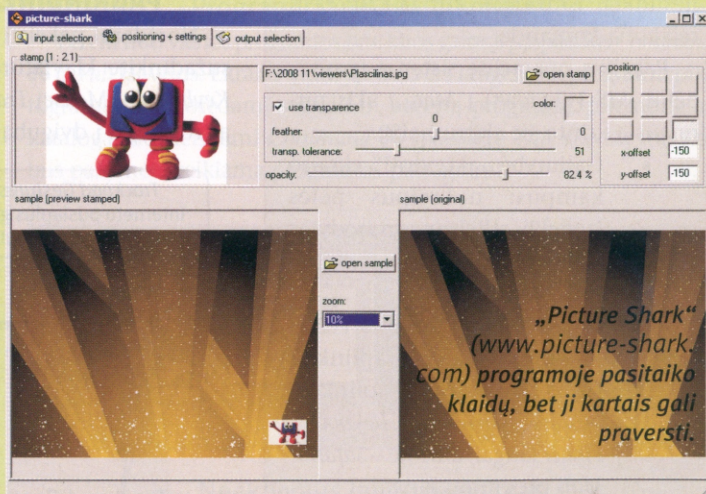 picture-shark
input selection positioning + settings output selection
stamp (1 : 2.1)
F:\2008 11\viewers\Plascilinas.jpg open stamp position
use transparence color:
0
feather: 0
transp. tolerance: 51
x-offset -150
opacity: 82.4 %
y-offset -150
sample (preview stamped) sample (original)
open sample
zoom:
10%
„Picture Shark“
(www.picture-shark.
com) programoje pasitaiko
klaidų, bet ji kartais gali
praversti.